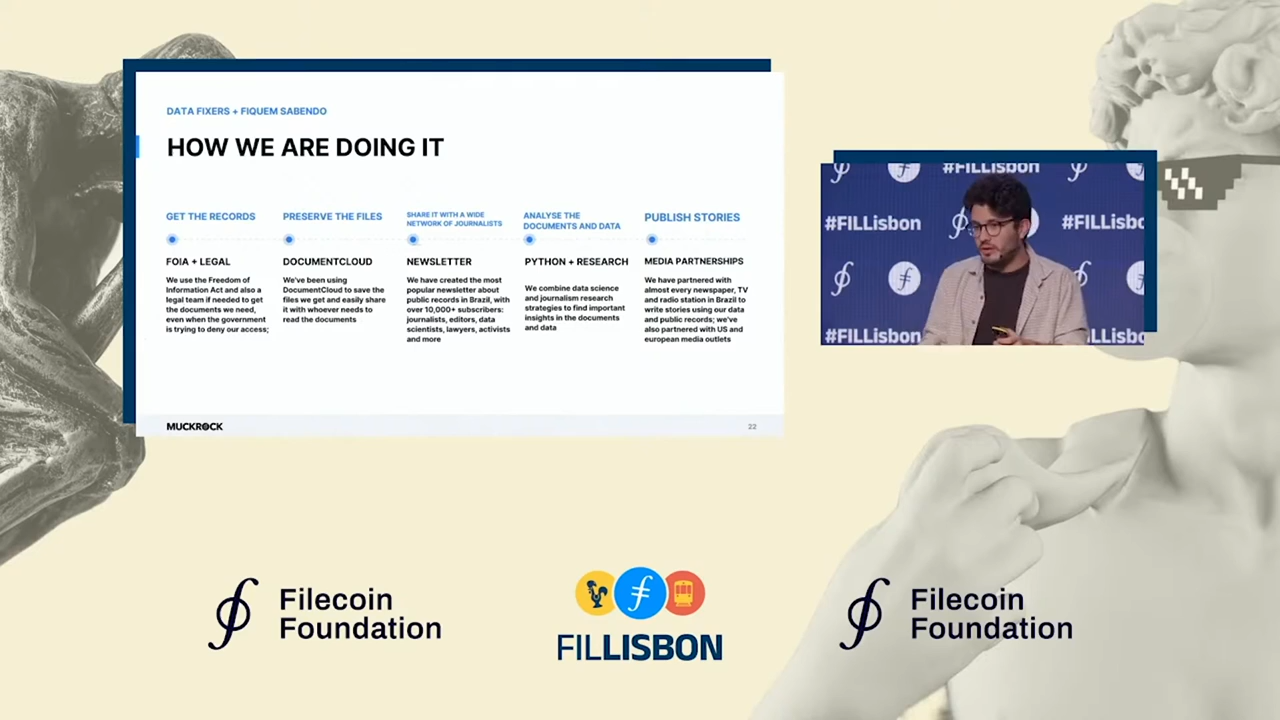 DATA FIXERS + FIQUEM SABENDO
HOW WE ARE DOING IT
GET THE RECORDS
FOIA + LEGAL
We use the Freedom of
Information Act and also a
legal team if needed to get
the documents we need,
even when the government
is trying to deny our access;
PRESERVE THE FILES
DOCUMENTCLOUD
We've been using
DocumentCloud to save the
files we get and easily share
it with whoever needs to
read the documents
SHARE IT WITH A WIDE
NETWORK OF JOURNALISTS
NEWSLETTER
We have created the most
popular newsletter about
public records in Brazil, with
over 10,000+ subscribers:
journalists, editors, data
scientists, lawyers, activists
and more
ANALYSE THE
DOCUMENTS AND DATA
PYTHON + RESEARCH
We combine data science
and journalism research
strategies to find important
insights in the documents
and data
PUBLISH STORIES
MEDIA PARTNERSHIPS
We have partnered with
almost every newspaper, TV
and radio station in Brazil to
write stories using our data
and public records; we've
also partnered with US and
european media outlets
MUCKROCK
22
#FILLisbon
#FILLisbon
#FILLisbon
#FILLisbon
Lisbon
Filecoin
Foundation
FILLISBON
Filecoin
Foundation